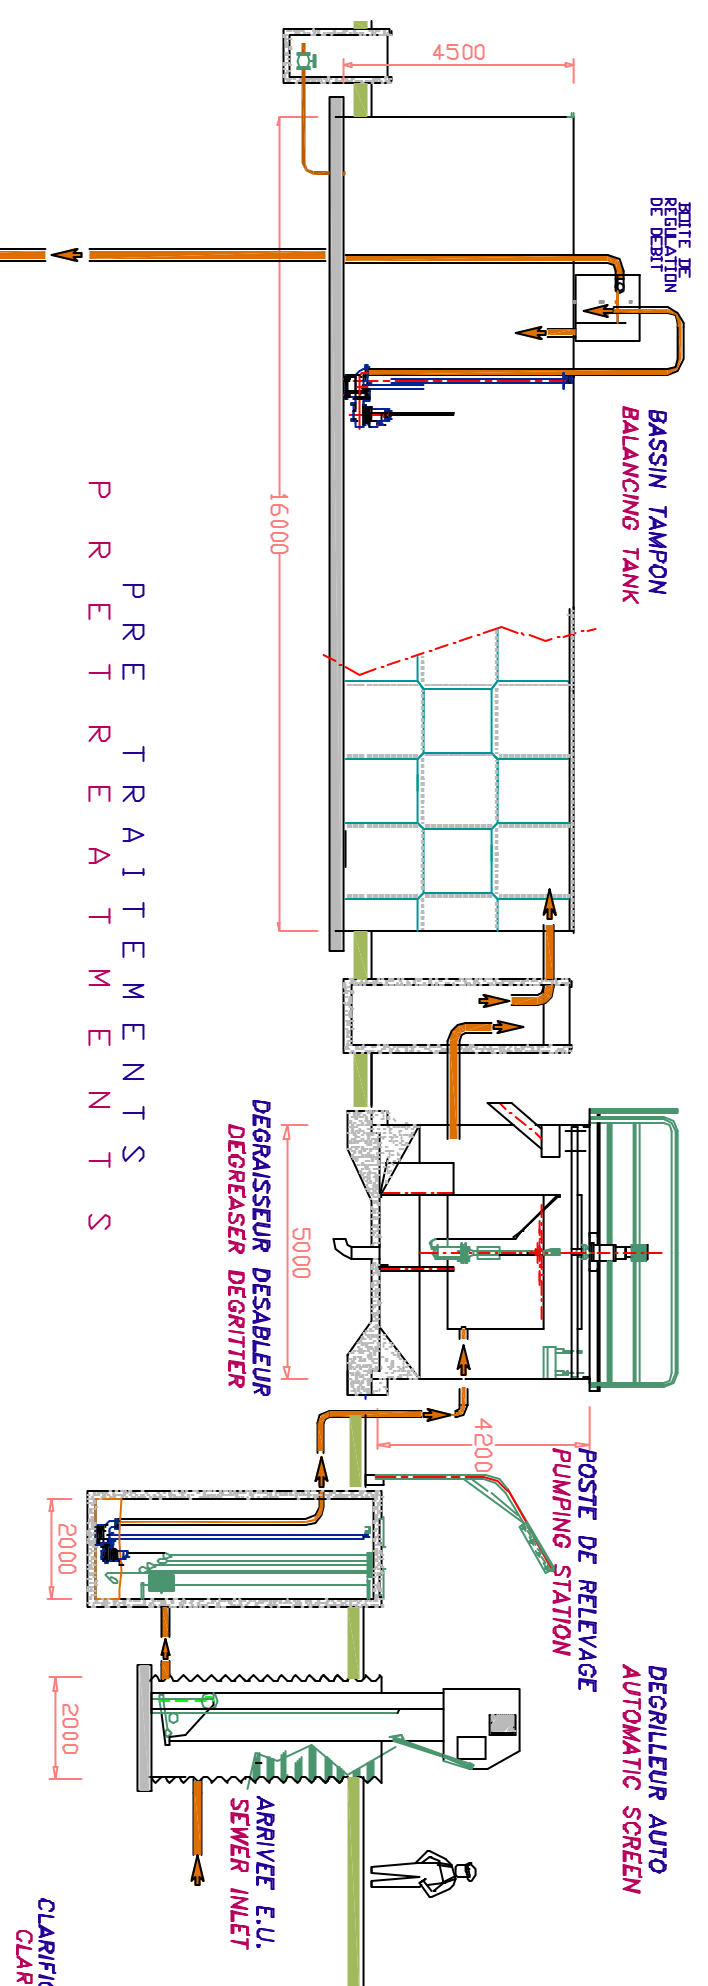 4500
BOITE DE
REGULATION
DE DEBIT
BASSIN TAMPON
BALANCING TANK
16000
PRE TRAITEMENTS
PRETREATMENTS
DEGRAISSEUR DESABLEUR
DEGREASER DEGRITTER
5000
4200
POSTE DE RELEVAGE
PUMPING STATION
2000
DEGRILLEUR AUTO
AUTOMATIC SCREEN
2000
ARRIVEE E.U.
SEWER INLET